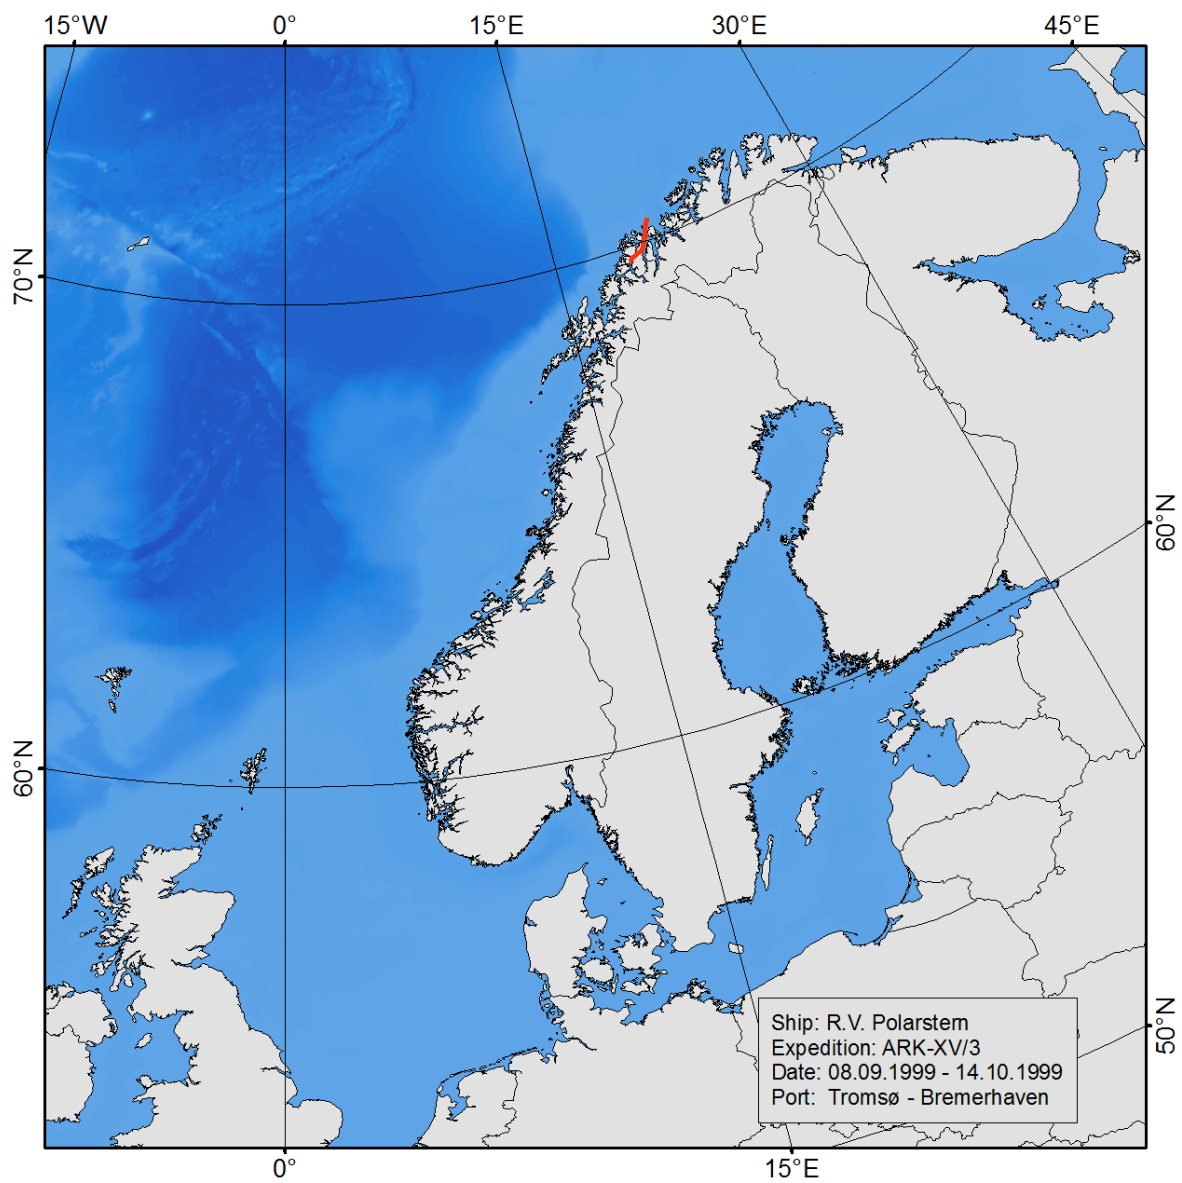 15°W 0° 15°E 30°E 45°E
70°N
60°N
60°N
50°N
Ship: R.V. Polarstern
Expedition: ARK-XV/3
Date: 08.09.1999 - 14.10.1999
Port: Tromsø - Bremerhaven
0° 15°E